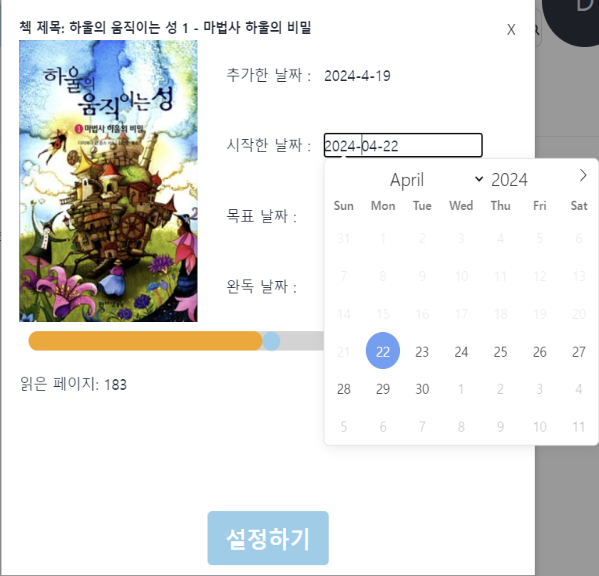 첵 제목: 하울의 움직이는 성 1 - 마법사 하울의 비밀
X
D
하울의
움직이는 성
1 마법사 하울의 비밀
추가한 날짜 : 2024-4-19
시작한 날짜 : 2024-04-22
목표 날짜 :
완독 날짜 :
April 2024
Sun Mon Tue Wed Thu Fri Sat
31 1 2 3 4 5 6
7 8 9 10 11 12 13
14 15 16 17 18 19 20
21 22 23 24 25 26 27
28 29 30 1 2 3 4
5 6 7 8 9 10 11
읽은 페이지: 183
설정하기